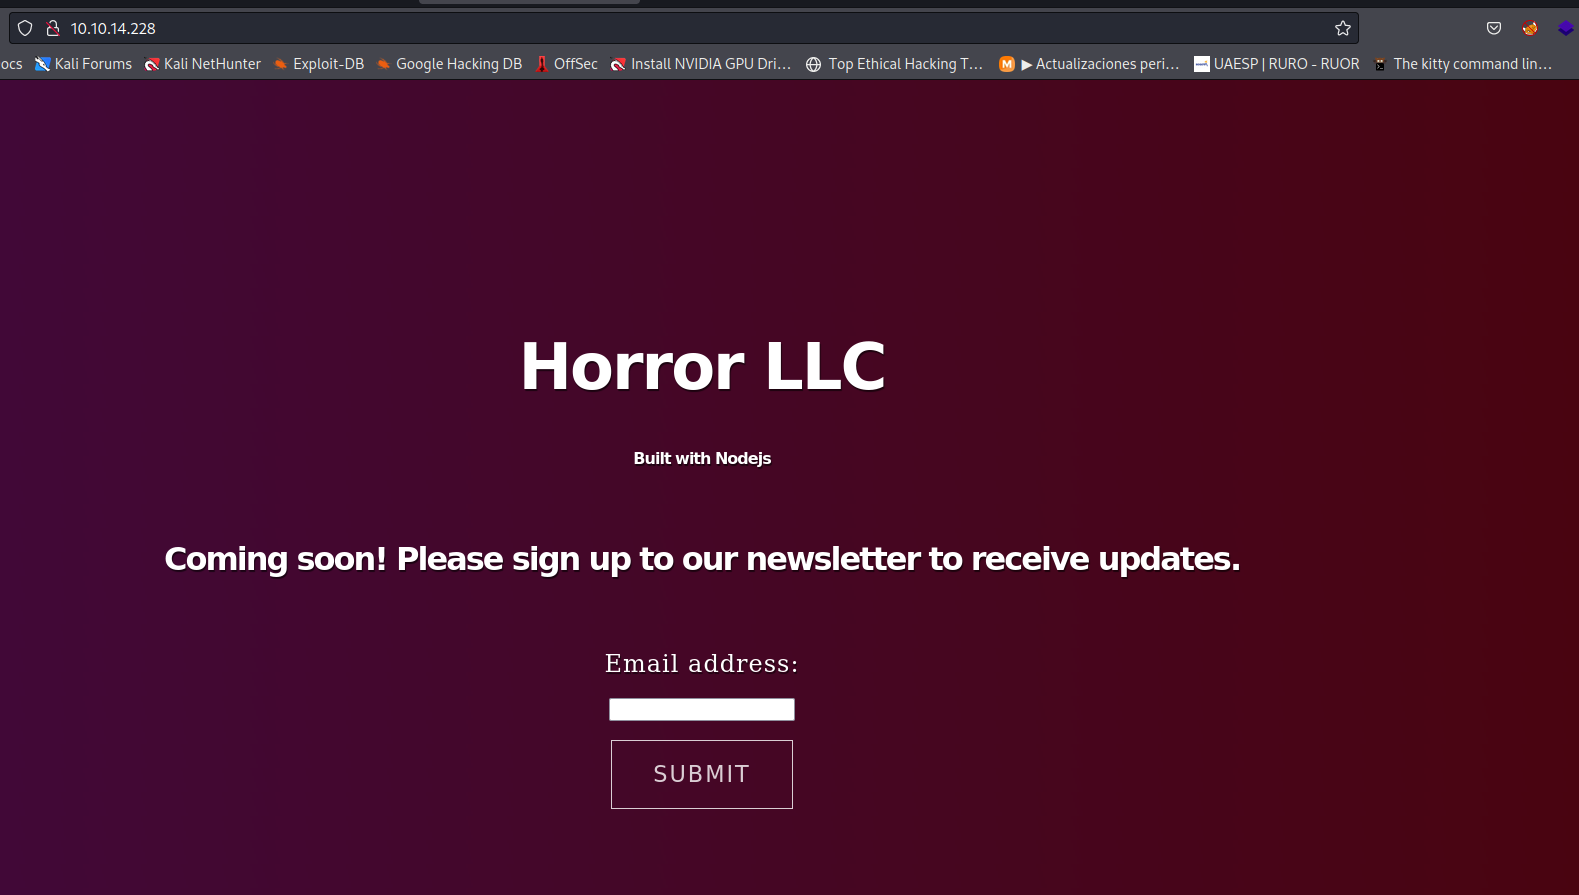 10.10.14.228
ocs Kali Forums Kali NetHunter Exploit-DB Google Hacking DB OffSec Install NVIDIA GPU Dri… Top Ethical Hacking T… M ▶ Actualizaciones peri… UAESP | RURO - RUOR The kitty command lin…
Horror LLC
Built with Nodejs
Coming soon! Please sign up to our newsletter to receive updates.
Email address:
SUBMIT